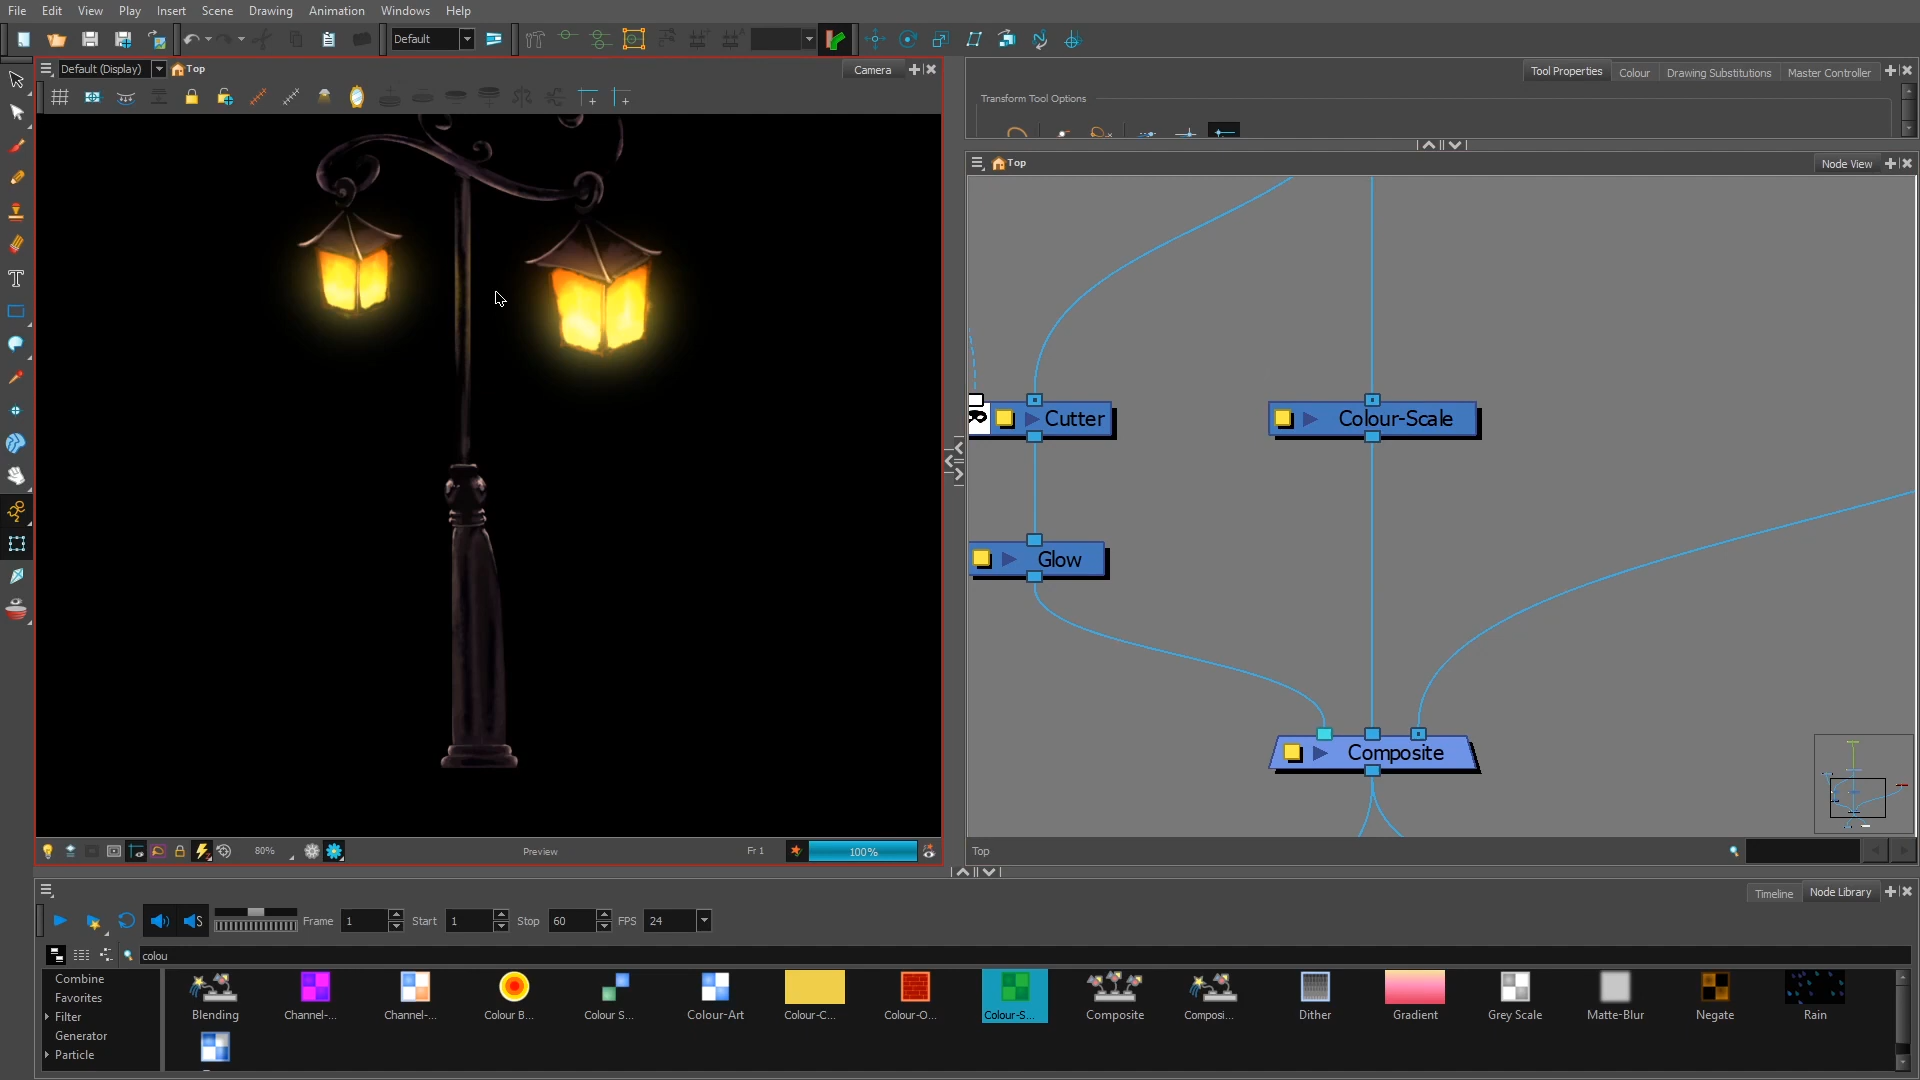 File Edit View Play Insert Scene Drawing Animation Windows Help
Default
Default (Display) Top Camera
Tool Properties Colour Drawing Substitutions Master Controller
Transform Tool Options
Top Node View
Cutter Colour-Scale
Glow
Composite
80% Preview Fr 1 100%
Top
Timeline Node Library
Frame 1 Start 1 Stop 60 FPS 24
colou
Combine
Favorites
Filter
Generator
Particle
Blending Channel-... Channel-... Colour B... Colour S... Colour-Art Colour-C... Colour-O... Colour-S... Composite Composi... Dither Gradient Grey Scale Matte-Blur Negate Rain